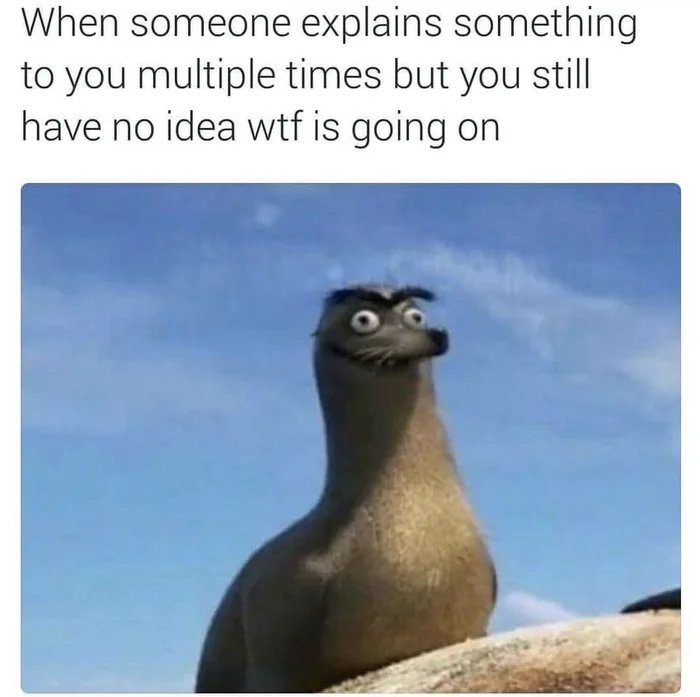 When someone explains something
to you multiple times but you still
have no idea wtf is going on